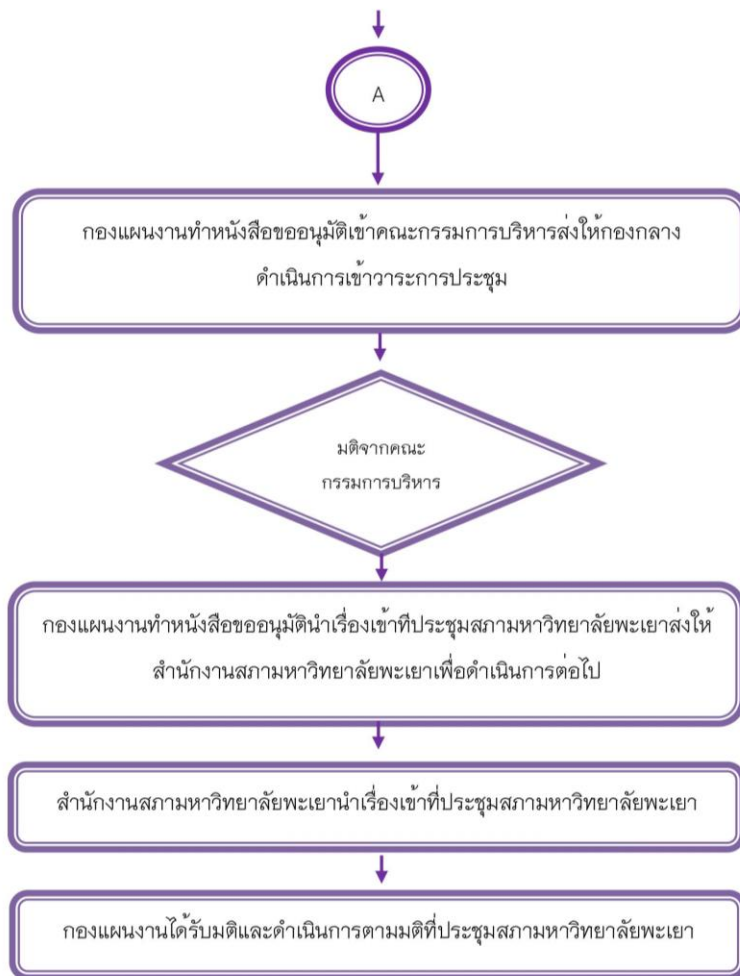 A
กองแผนงานทำหนังสือขออนุมัติเข้าคณะกรรมการบริหารส่งให้กองกลาง
ดำเนินการเข้าวาระการประชุม
มติจากคณะ
กรรมการบริหาร
กองแผนงานทำหนังสือขออนุมัตินำเรื่องเข้าที่ประชุมสภามหาวิทยาลัยพะเยาส่งให้
สำนักงานสภามหาวิทยาลัยพะเยาเพื่อดำเนินการต่อไป
สำนักงานสภามหาวิทยาลัยพะเยานำเรื่องเข้าที่ประชุมสภามหาวิทยาลัยพะเยา
กองแผนงานได้รับมติและดำเนินการตามมติที่ประชุมสภามหาวิทยาลัยพะเยา